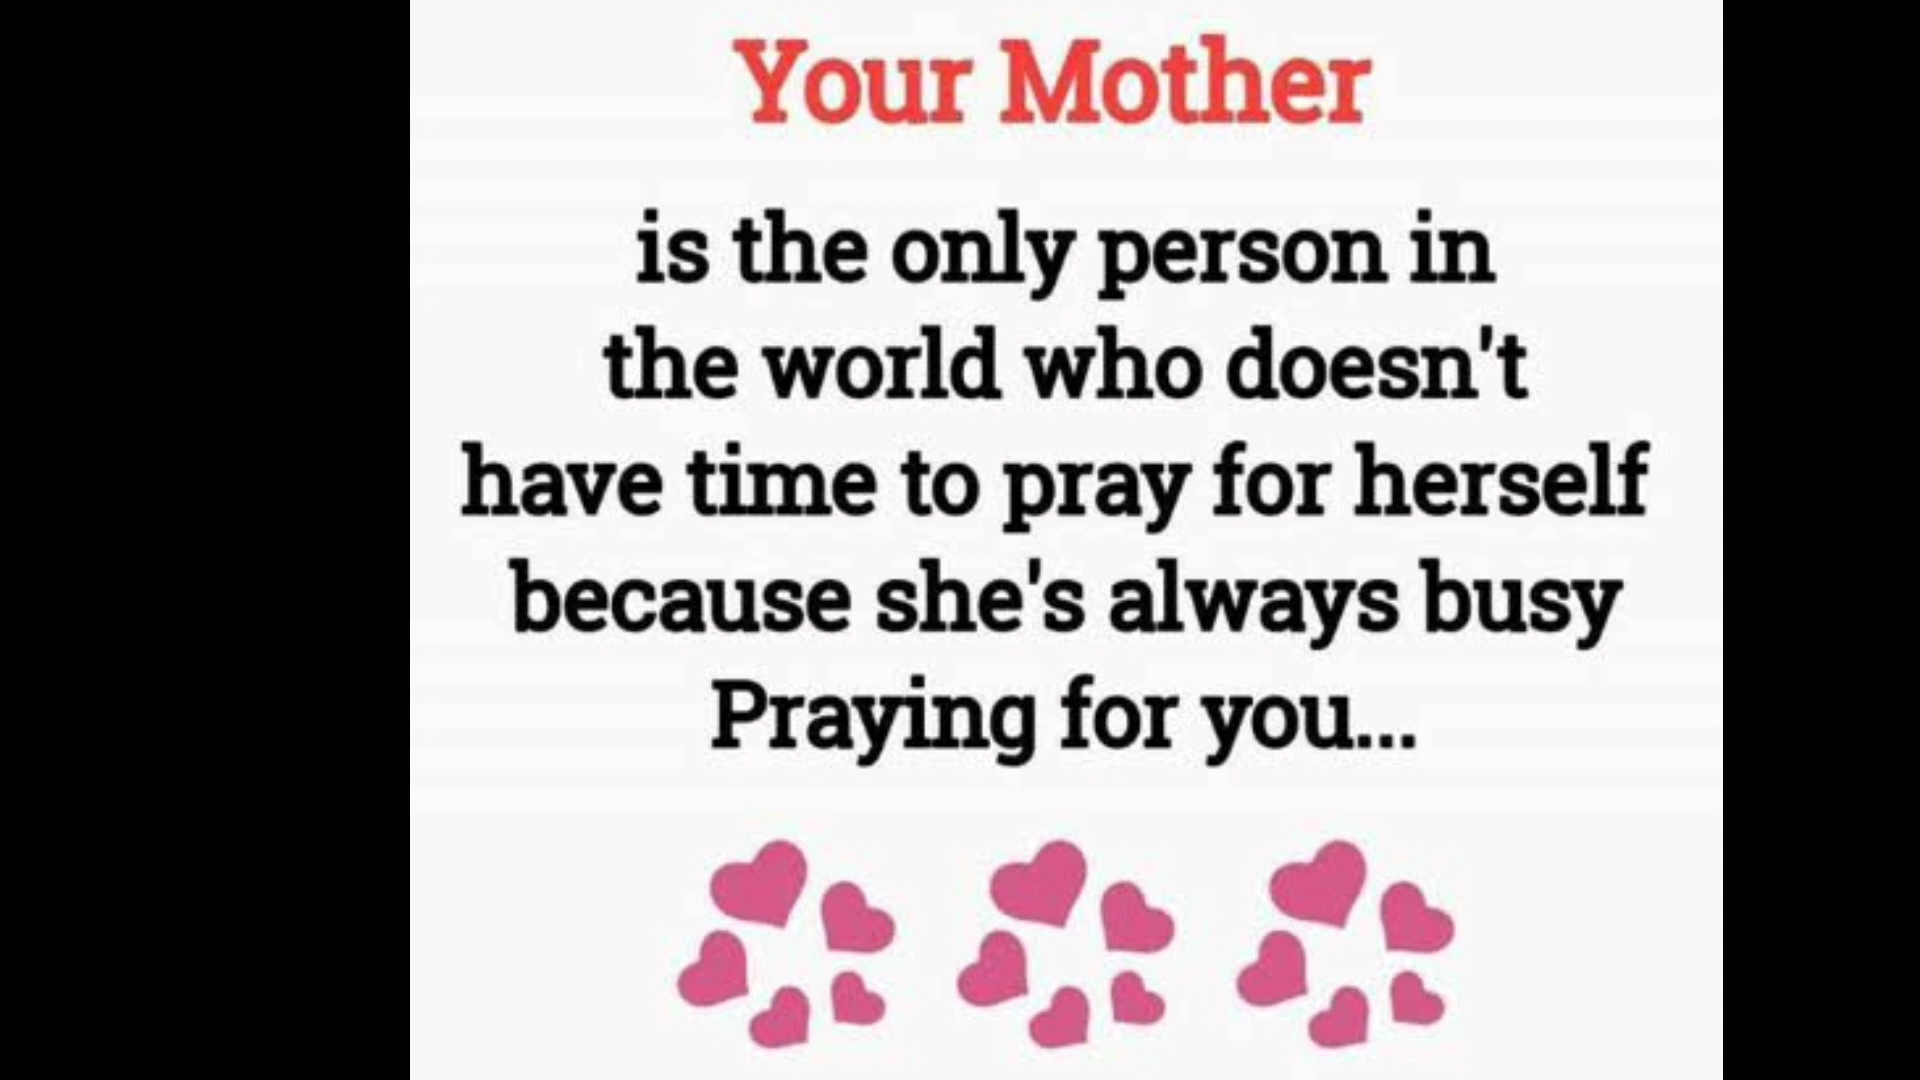 Your Mother
is the only person in
the world who doesn't
have time to pray for herself
because she's always busy
Praying for you...